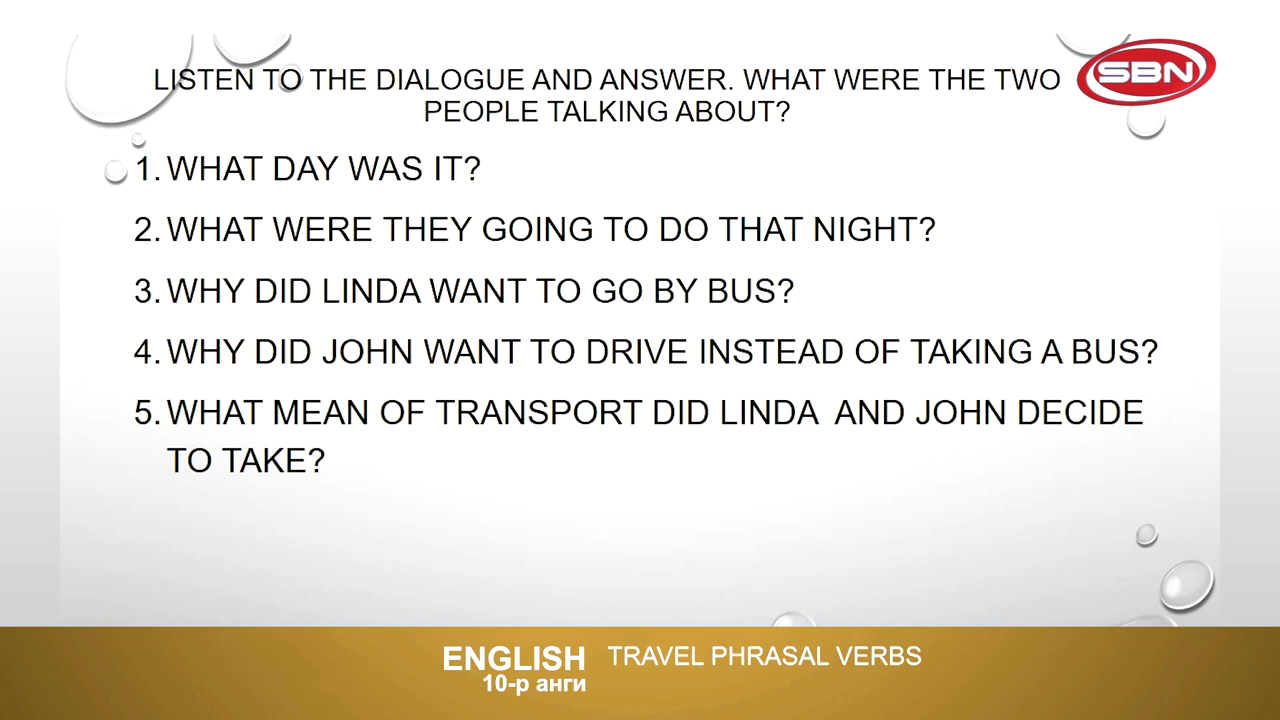 LISTEN TO THE DIALOGUE AND ANSWER. WHAT WERE THE TWO
PEOPLE TALKING ABOUT?
SBN
1. WHAT DAY WAS IT?
2. WHAT WERE THEY GOING TO DO THAT NIGHT?
3. WHY DID LINDA WANT TO GO BY BUS?
4. WHY DID JOHN WANT TO DRIVE INSTEAD OF TAKING A BUS?
5. WHAT MEAN OF TRANSPORT DID LINDA AND JOHN DECIDE
TO TAKE?
ENGLISH TRAVEL PHRASAL VERBS
10-р анги